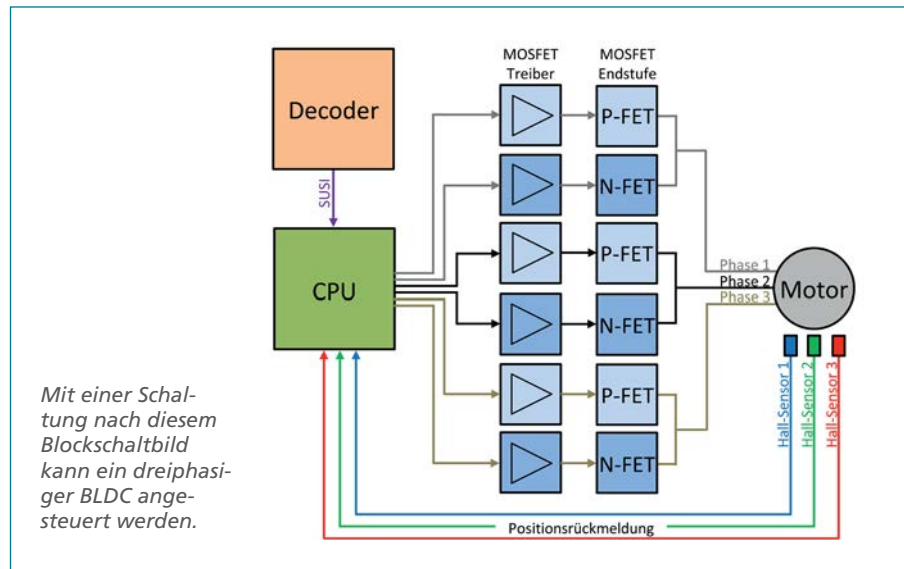 MOSFET
Treiber
MOSFET
Endstufe
Decoder
P-FET
SUSI
N-FET
CPU
P-FET
Phase 1
Phase 2
Phase 3
Motor
N-FET
P-FET
N-FET
Hall-Sensor 1
Hall-Sensor 2
Hall-Sensor 3
Positionsrückmeldung
Mit einer Schal-
tung nach diesem
Blockschaltbild
kann ein dreiphasi-
ger BLDC ange-
steuert werden.